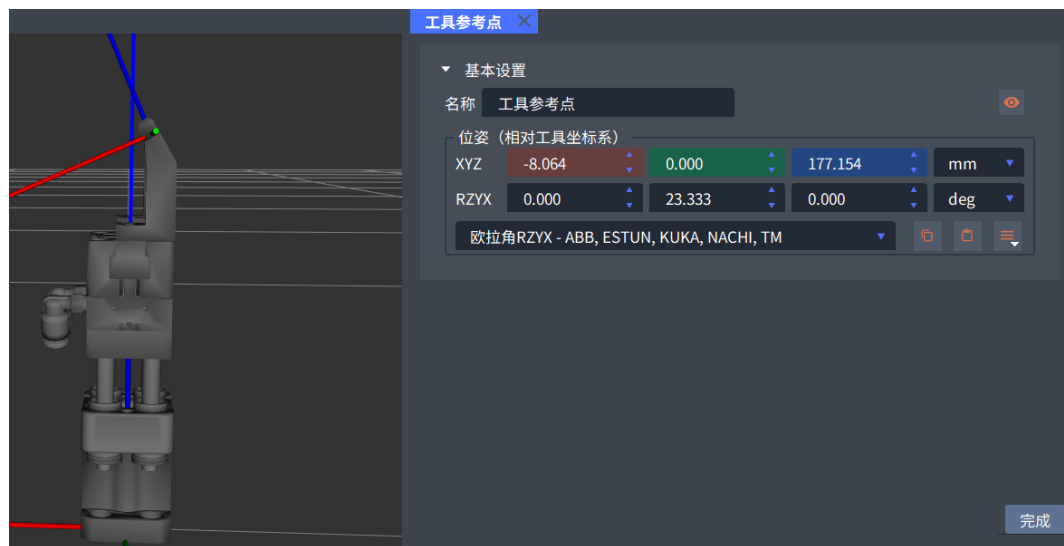 工具参考点
基本设置
名称 工具参考点
位姿（相对工具坐标系）
XYZ -8.064 0.000 177.154 mm
RZYX 0.000 23.333 0.000 deg
欧拉角RZYX - ABB, ESTUN, KUKA, NACHI, TM
完成